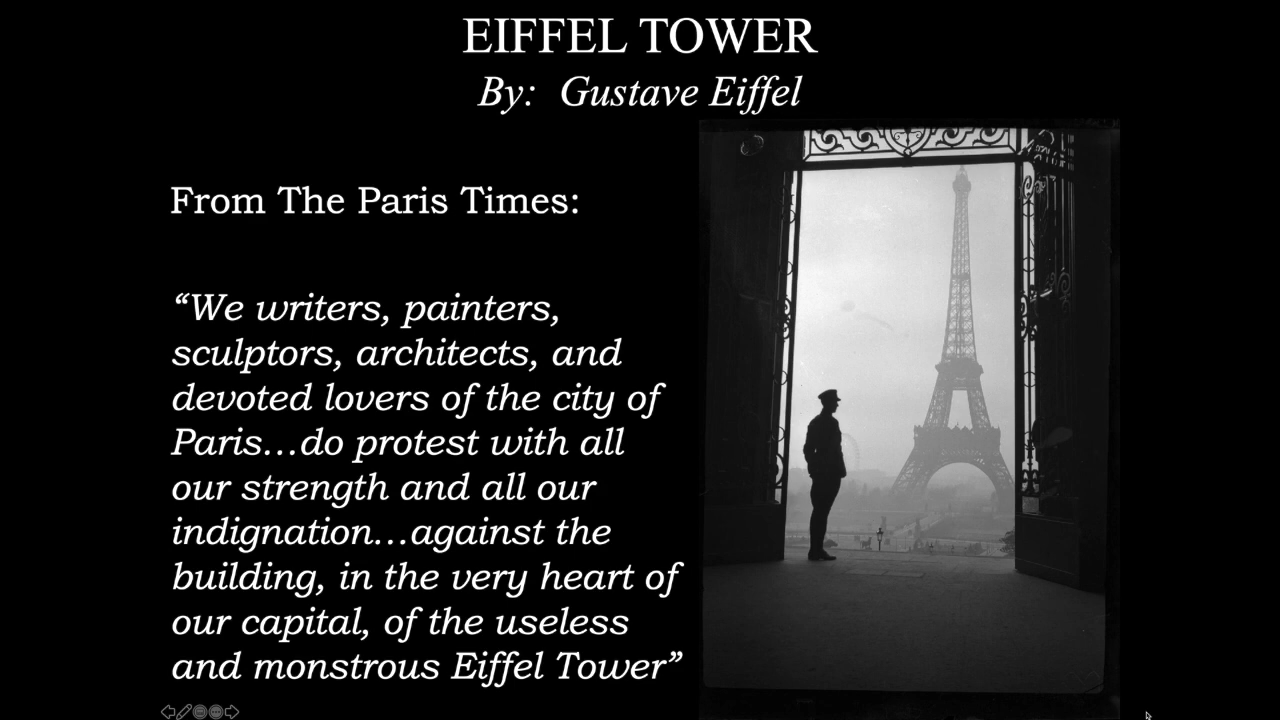 EIFFEL TOWER
By: Gustave Eiffel
From The Paris Times:
“We writers, painters,
sculptors, architects, and
devoted lovers of the city of
Paris…do protest with all
our strength and all our
indignation…against the
building, in the very heart of
our capital, of the useless
and monstrous Eiffel Tower”